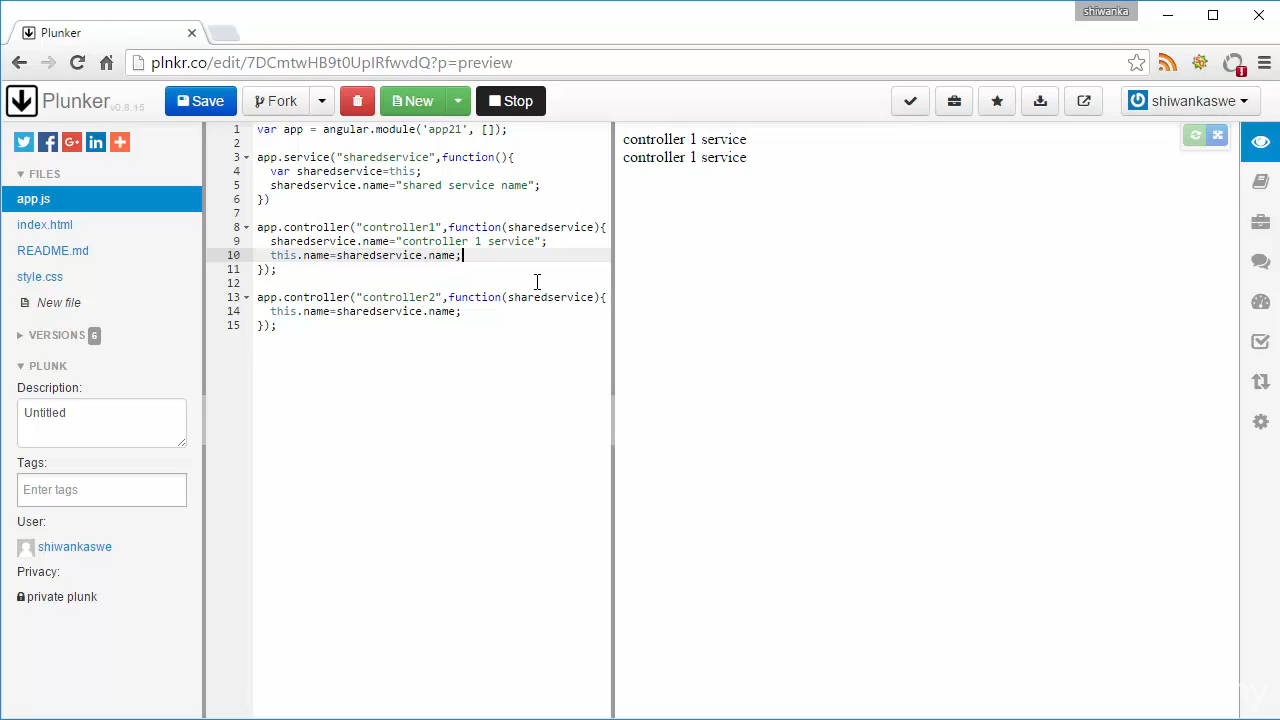 shiwanka
Plunker
plnkr.co/edit/7DCmtwHB9t0UpIRfwvdQ?p=preview
Plunker v0.8.15
Save
Fork
New
Stop
shiwankaswe
FILES
app.js
index.html
README.md
style.css
New file
VERSIONS 6
PLUNK
Description:
Untitled
Tags:
Enter tags
User:
shiwankaswe
Privacy:
private plunk
1 var app = angular.module('app21', []);
2
3 app.service("sharedservice",function(){
4 var sharedservice=this;
5 sharedservice.name="shared service name";
6 })
7
8 app.controller("controller1",function(sharedservice){
9 sharedservice.name="controller 1 service";
10 this.name=sharedservice.name;
11 });
12
13 app.controller("controller2",function(sharedservice){
14 this.name=sharedservice.name;
15 });
controller 1 service
controller 1 service